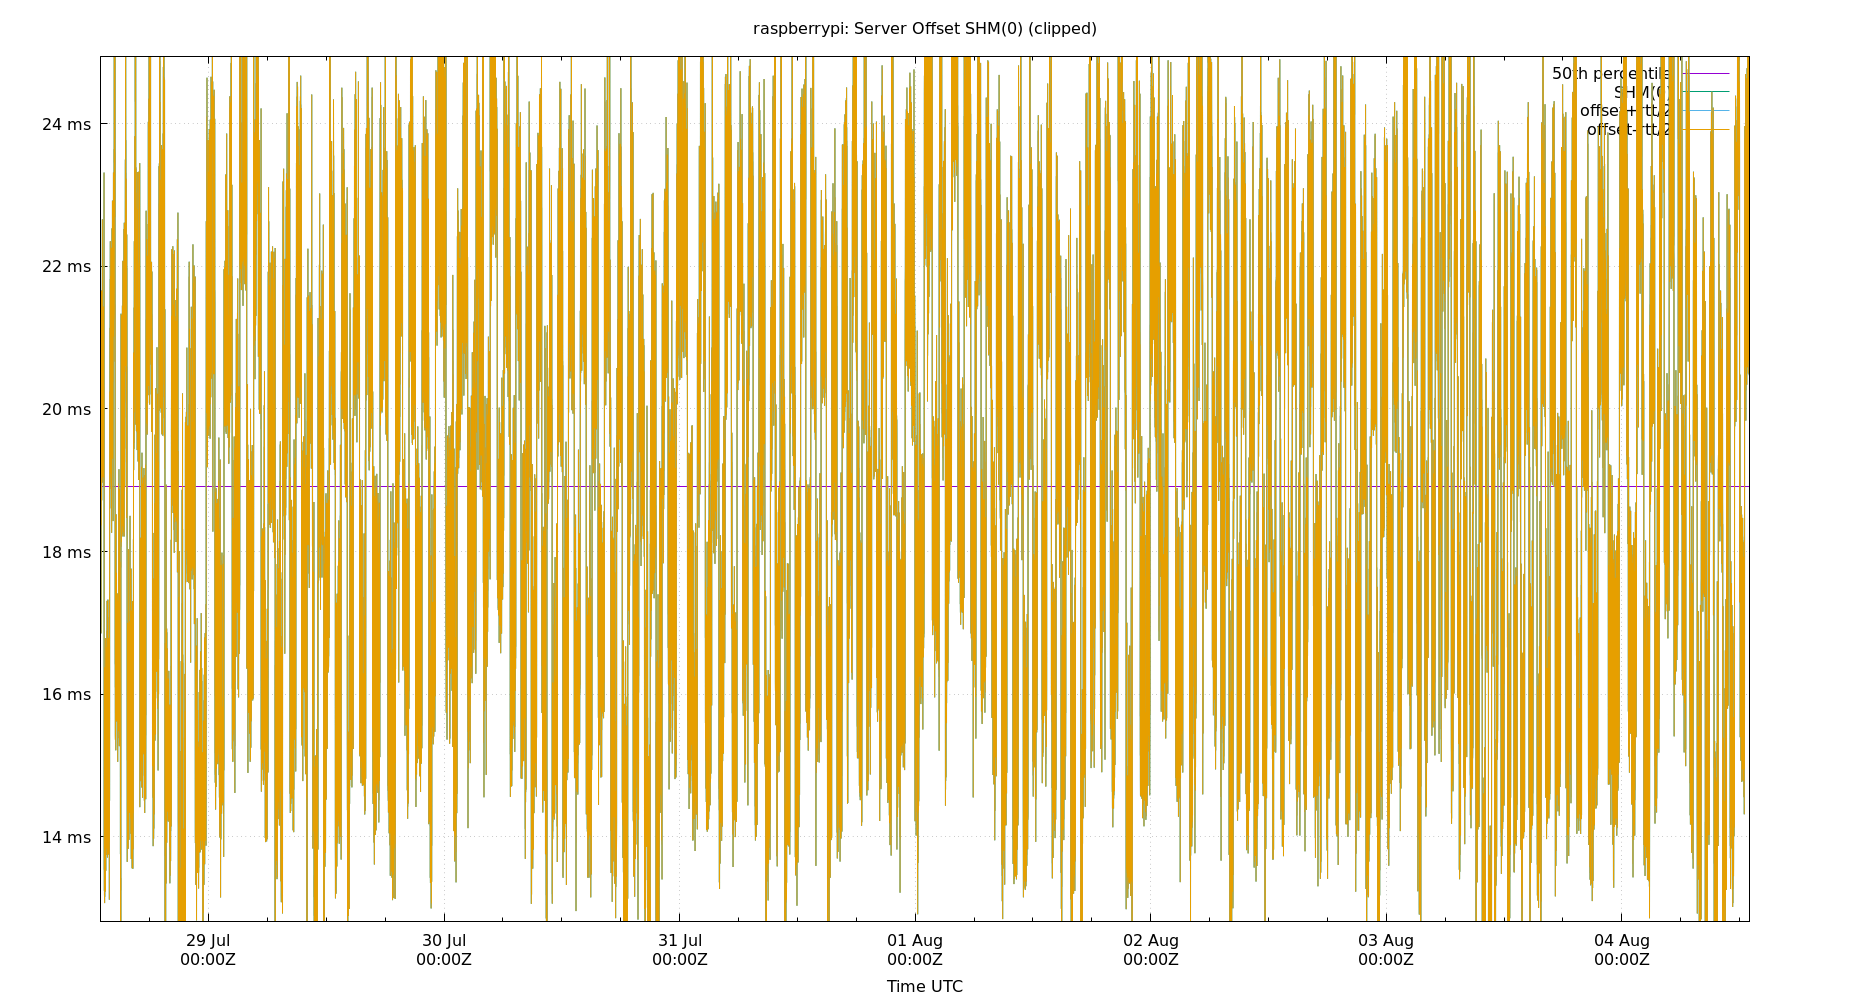 raspberrypi: Server Offset SHM(0) (clipped)
50th percentile
SHM(0)
offset+rtt/2
offset-rtt/2
24 ms
22 ms
20 ms
18 ms
16 ms
14 ms
29 Jul
00:00Z
30 Jul
00:00Z
31 Jul
00:00Z
01 Aug
00:00Z
02 Aug
00:00Z
03 Aug
00:00Z
04 Aug
00:00Z
Time UTC